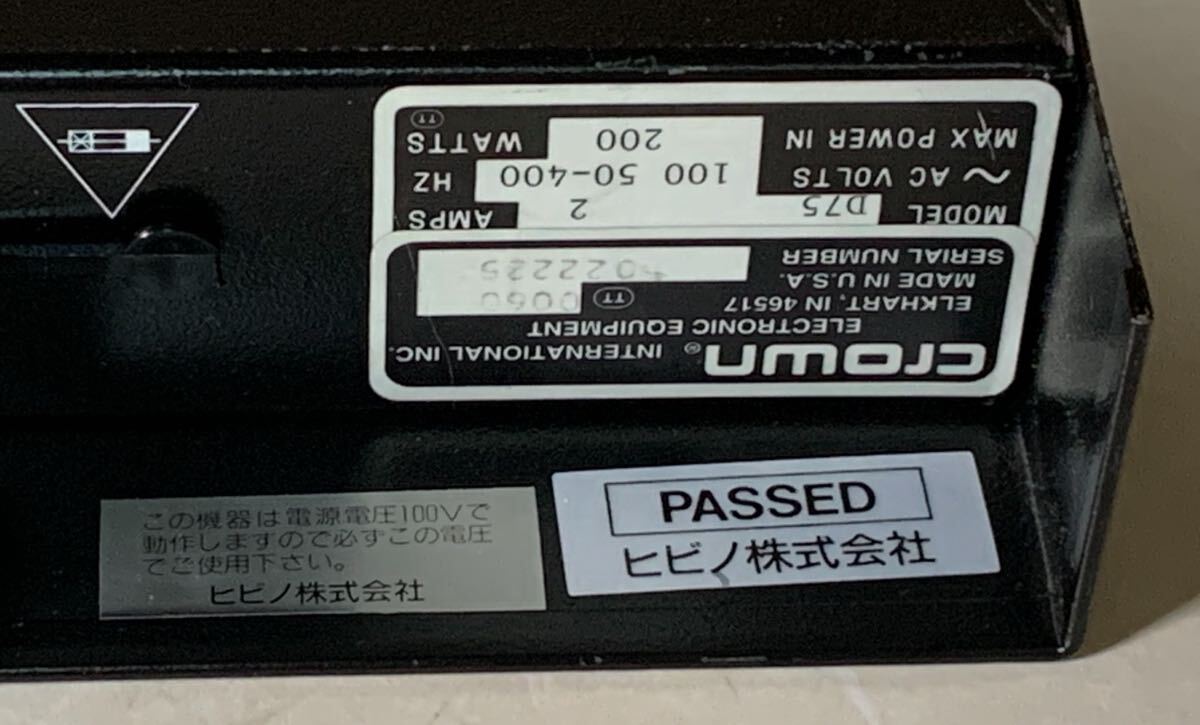 crown® INTERNATIONAL INC.
ELECTRONIC EQUIPMENT
ELKHART, IN 46517 TT 0060
MADE IN U.S.A.
SERIAL NUMBER 022225
MODEL D75 2 AMPS
~ AC VOLTS 100 50-400 HZ
MAX POWER IN 200 WATTS TT
この機器は電源電圧100Vで
動作しますので必ずこの電圧
でご使用下さい。
ヒビノ株式会社
PASSED
ヒビノ株式会社